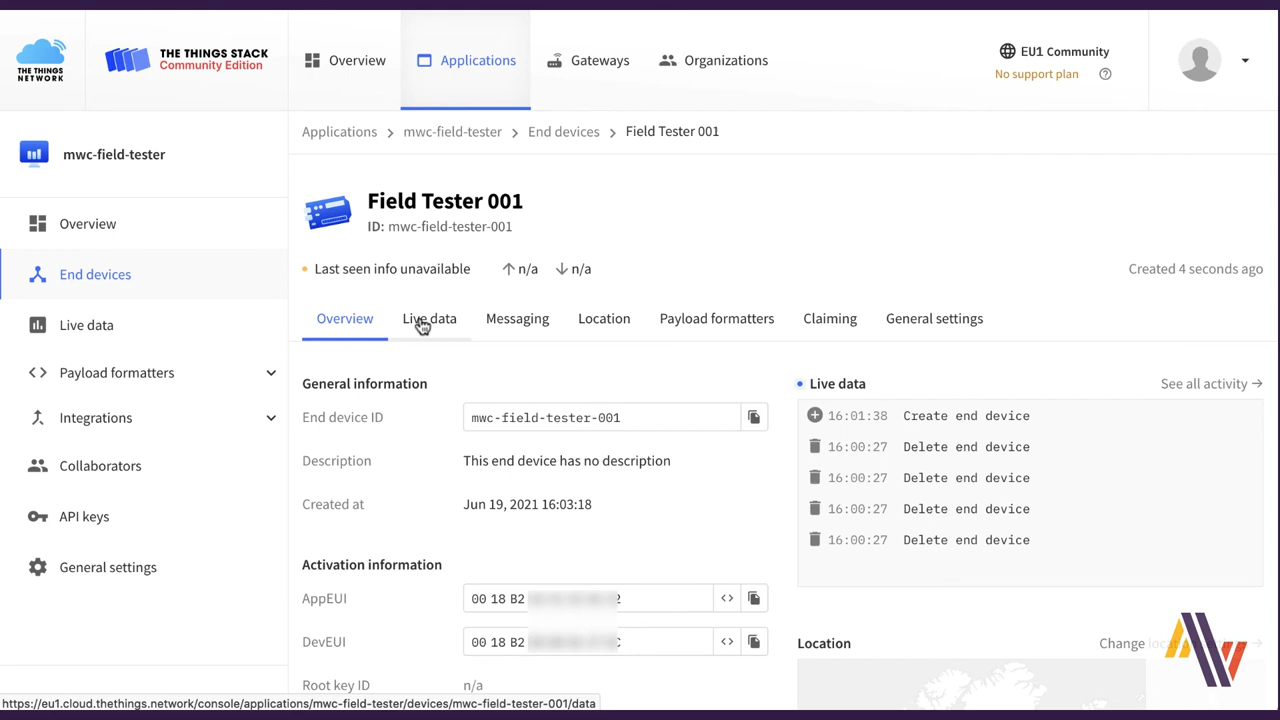 THE THINGS NETWORK
THE THINGS STACK
Community Edition
Overview
Applications
Gateways
Organizations
EU1 Community
No support plan
Applications > mwc-field-tester > End devices > Field Tester 001
mwc-field-tester
Overview
End devices
Live data
Payload formatters
Integrations
Collaborators
API keys
General settings
Field Tester 001
ID: mwc-field-tester-001
Last seen info unavailable ↑ n/a ↓ n/a
Created 4 seconds ago
Overview Live data Messaging Location Payload formatters Claiming General settings
General information
End device ID mwc-field-tester-001
Description This end device has no description
Created at Jun 19, 2021 16:03:18
Activation information
AppEUI 00 18 B2
DevEUI 00 18 B2
Root key ID n/a
Live data See all activity →
16:01:38 Create end device
16:00:27 Delete end device
16:00:27 Delete end device
16:00:27 Delete end device
16:00:27 Delete end device
Location Change
https://eu1.cloud.thethings.network/console/applications/mwc-field-tester/devices/mwc-field-tester-001/data